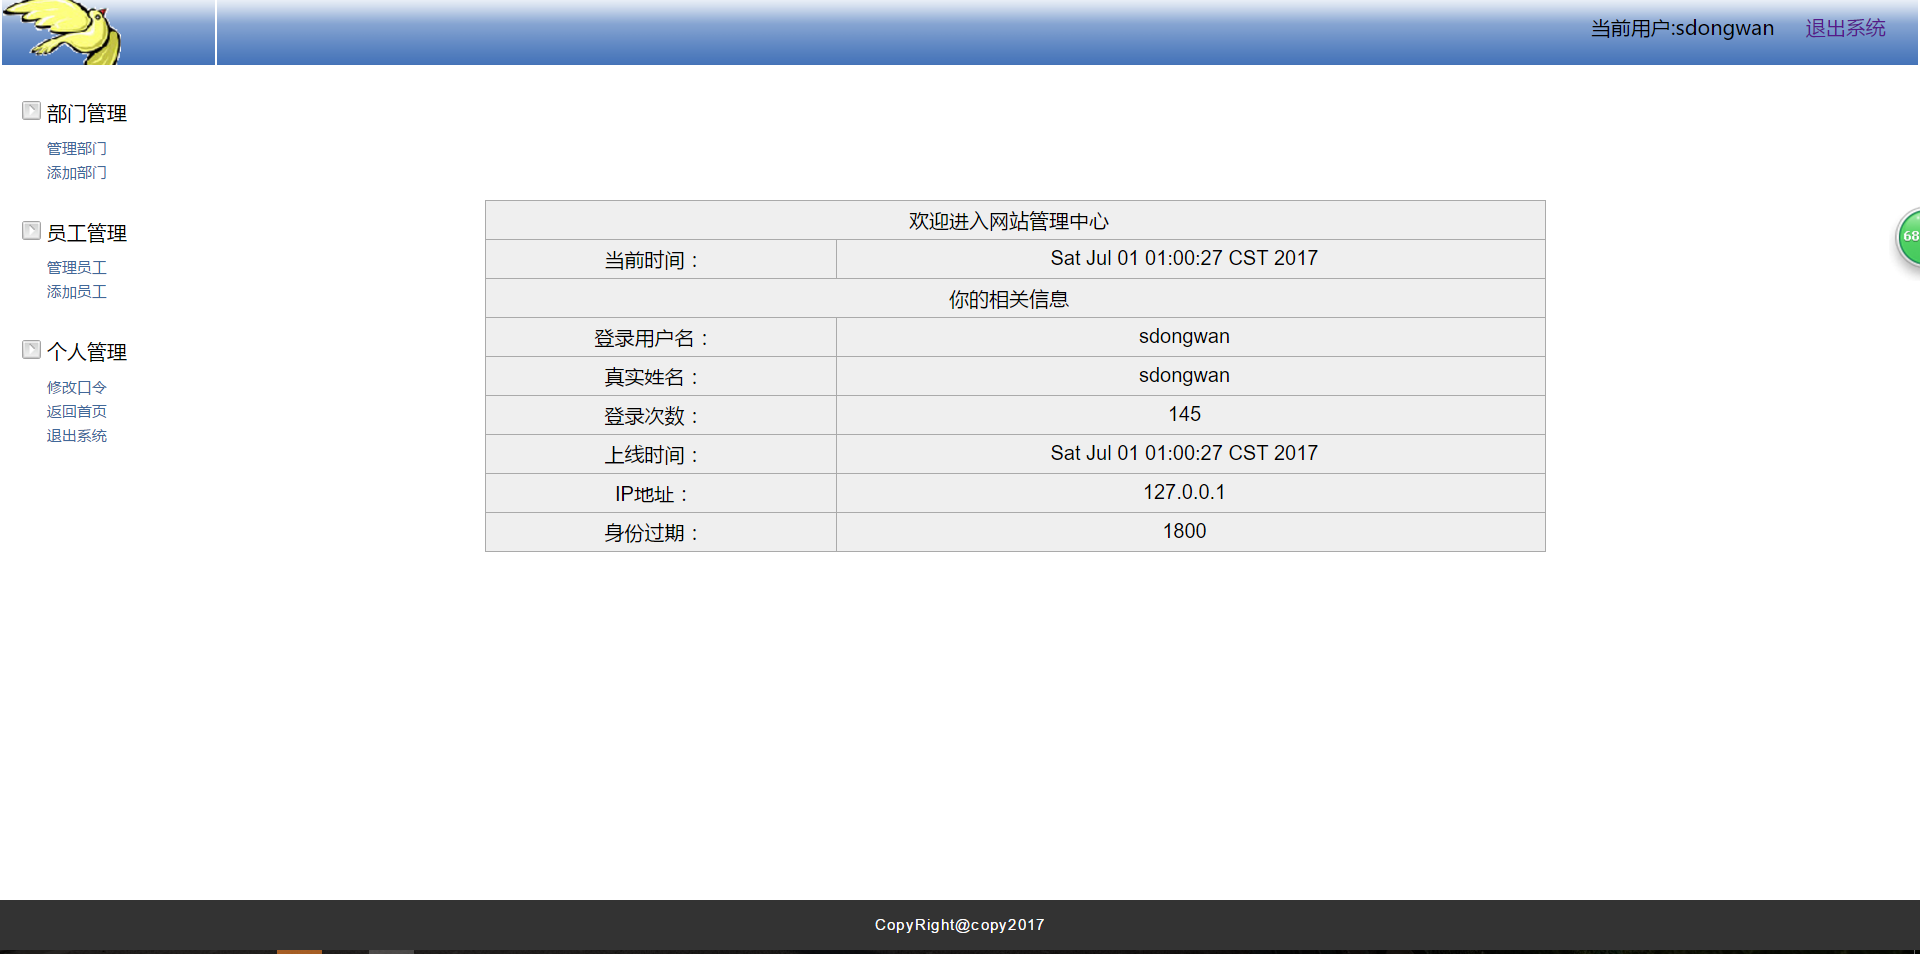 当前用户:sdongwan 退出系统
部门管理
管理部门
添加部门
员工管理
管理员工
添加员工
个人管理
修改口令
返回首页
退出系统
欢迎进入网站管理中心
当前时间： Sat Jul 01 01:00:27 CST 2017
你的相关信息
登录用户名： sdongwan
真实姓名： sdongwan
登录次数： 145
上线时间： Sat Jul 01 01:00:27 CST 2017
IP地址： 127.0.0.1
身份过期： 1800
68
CopyRight@copy2017